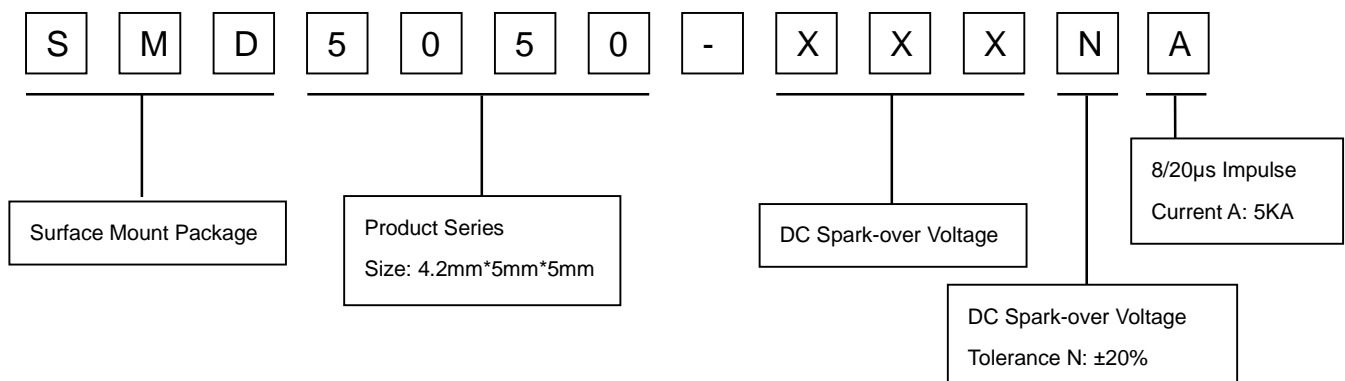 S M D 5 0 5 0 - X X X N A
8/20μs Impulse
Current A: 5KA
Surface Mount Package
Product Series
Size: 4.2mm*5mm*5mm
DC Spark-over Voltage
DC Spark-over Voltage
Tolerance N: ±20%